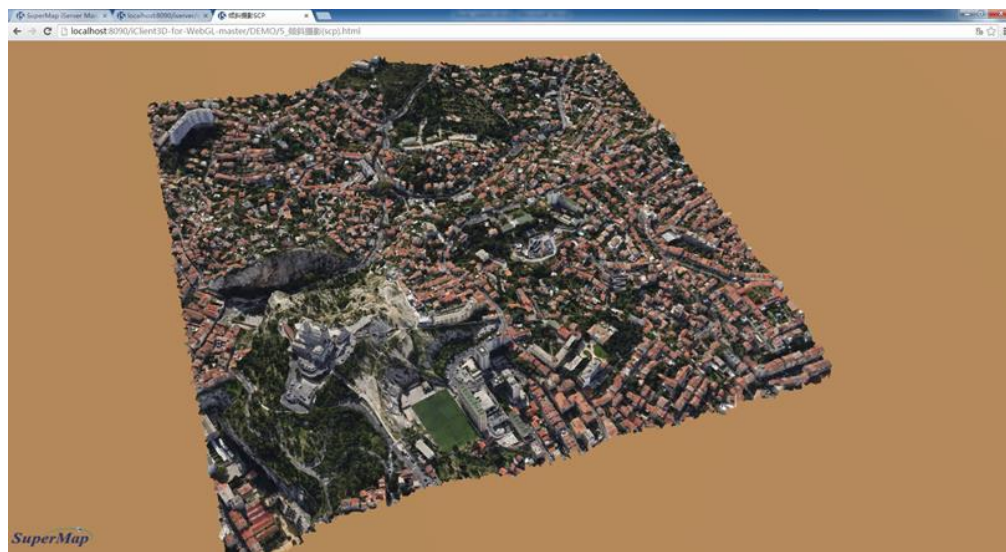 SuperMap iServer Mana
localhost:8090/iserver/s
倾斜摄影SCP
localhost:8090/iClient3D-for-WebGL-master/DEMO/5_倾斜摄影(scp).html
SuperMap